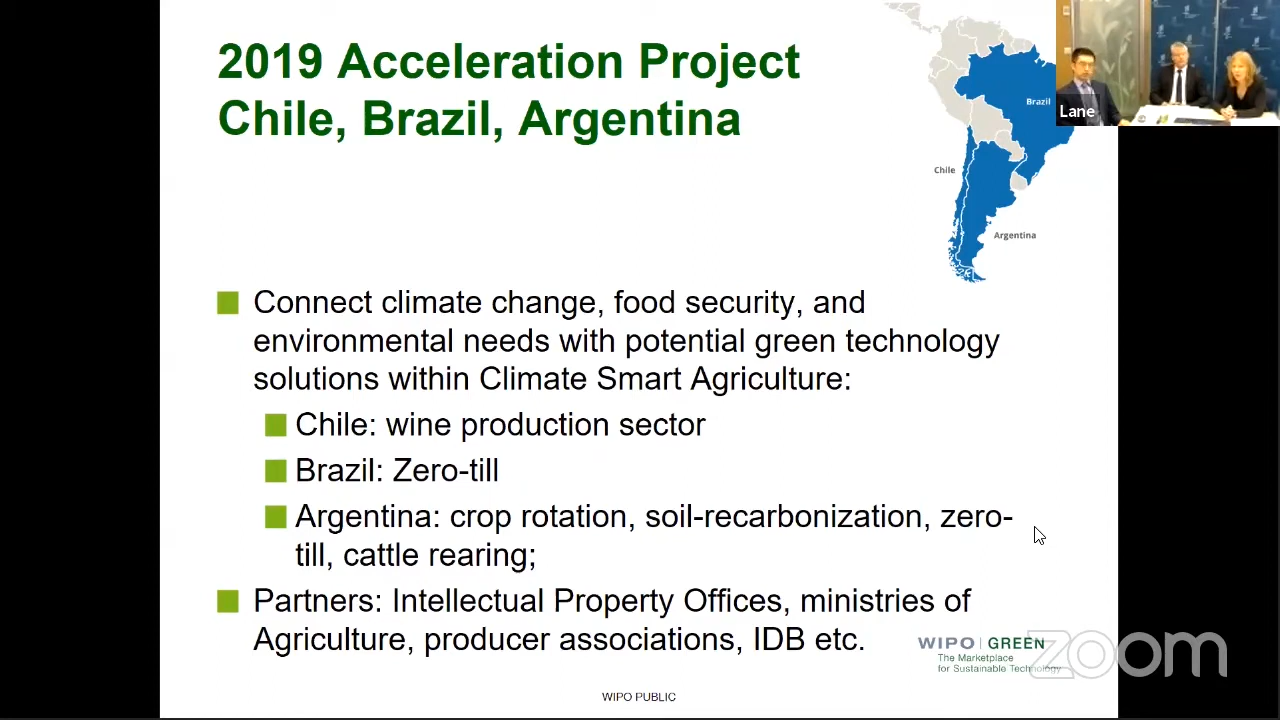 2019 Acceleration Project
Chile, Brazil, Argentina
Brazil
Lane
Chile
Argentina
Connect climate change, food security, and
environmental needs with potential green technology
solutions within Climate Smart Agriculture:
Chile: wine production sector
Brazil: Zero-till
Argentina: crop rotation, soil-recarbonization, zero-
till, cattle rearing;
Partners: Intellectual Property Offices, ministries of
Agriculture, producer associations, IDB etc.
WIPO | GREEN
The Marketplace
for Sustainable Technology
zoom
WIPO PUBLIC